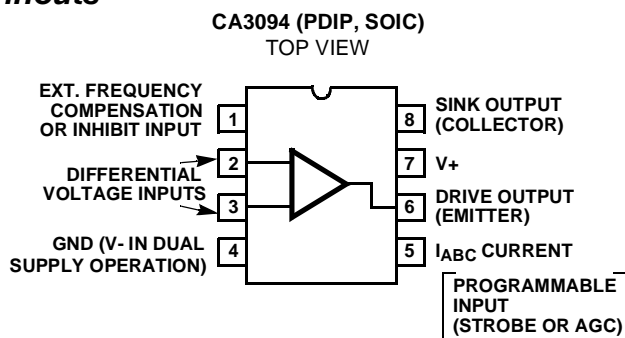 CA3094 (PDIP, SOIC)
TOP VIEW
EXT. FREQUENCY
COMPENSATION
OR INHIBIT INPUT
1
DIFFERENTIAL
VOLTAGE INPUTS
2
3
GND (V- IN DUAL
SUPPLY OPERATION)
4
8
SINK OUTPUT
(COLLECTOR)
7
V+
6
DRIVE OUTPUT
(EMITTER)
5
IABC CURRENT
PROGRAMMABLE
INPUT
(STROBE OR AGC)